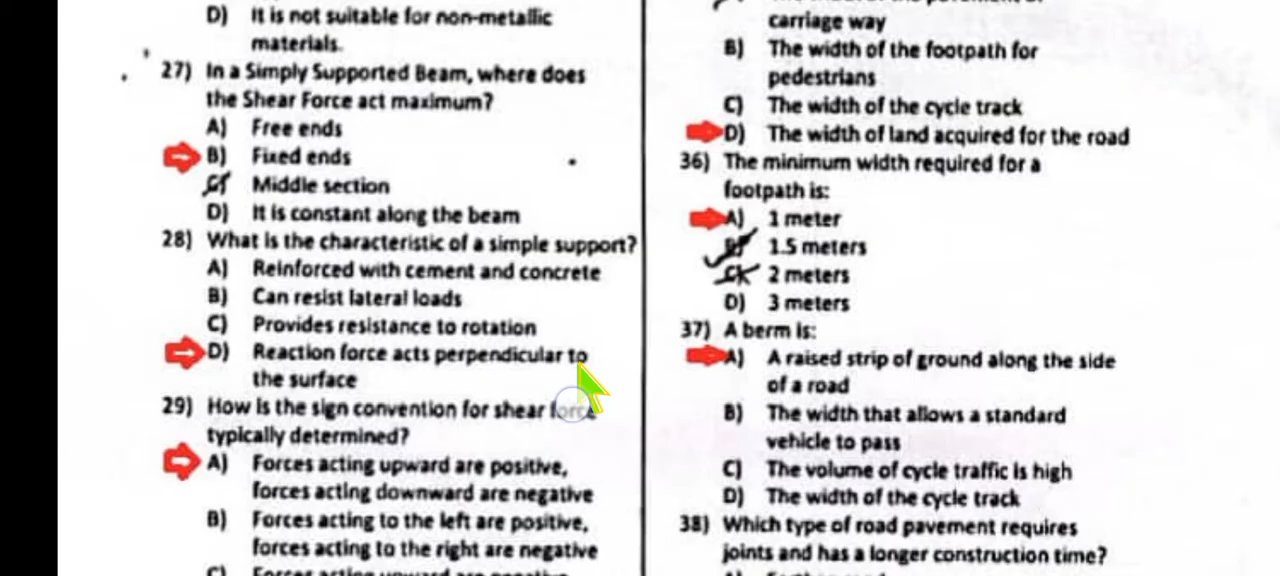 D) It is not suitable for non-metallic
materials.
27) In a Simply Supported Beam, where does
the Shear Force act maximum?
A) Free ends
B) Fixed ends
Middle section
D) It is constant along the beam
28) What is the characteristic of a simple support?
A) Reinforced with cement and concrete
B) Can resist lateral loads
C) Provides resistance to rotation
D) Reaction force acts perpendicular to
the surface
29) How is the sign convention for shear force
typically determined?
A) Forces acting upward are positive,
forces acting downward are negative
B) Forces acting to the left are positive,
forces acting to the right are negative
carriage way
B) The width of the footpath for
pedestrians
C) The width of the cycle track
D) The width of land acquired for the road
36) The minimum width required for a
footpath is:
A) 1 meter
1.5 meters
2 meters
D) 3 meters
37) A berm is:
A) A raised strip of ground along the side
of a road
B) The width that allows a standard
vehicle to pass
C) The volume of cycle traffic is high
D) The width of the cycle track
38) Which type of road pavement requires
joints and has a longer construction time?